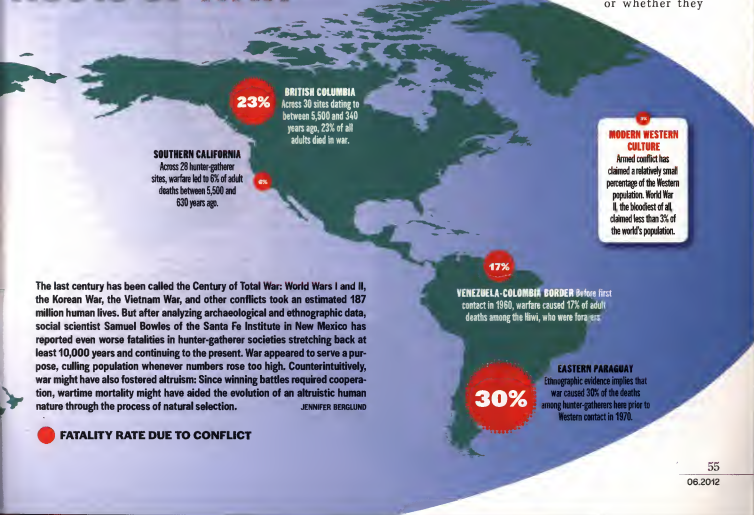 or whether they
23%
BRITISH COLUMBIA
Across 30 sites dating to
between 5,500 and 340
years ago, 23% of all
adults died in war.
SOUTHERN CALIFORNIA
Across 28 hunter-gatherer
sites, warfare led to 6% of adult
deaths between 5,500 and
630 years ago.
6%
3%
MODERN WESTERN
CULTURE
Armed conflict has
claimed a relatively small
percentage of the Western
population. World War
II, the bloodiest of all,
claimed less than 3% of
the world's population.
17%
VENEZUELA-COLOMBIA BORDER Before first
contact in 1960, warfare caused 17% of adult
deaths among the Hiwi, who were foragers.
The last century has been called the Century of Total War: World Wars I and II,
the Korean War, the Vietnam War, and other conflicts took an estimated 187
million human lives. But after analyzing archaeological and ethnographic data,
social scientist Samuel Bowles of the Santa Fe Institute in New Mexico has
reported even worse fatalities in hunter-gatherer societies stretching back at
least 10,000 years and continuing to the present. War appeared to serve a pur-
pose, culling population whenever numbers rose too high. Counterintuitively,
war might have also fostered altruism: Since winning battles required coopera-
tion, wartime mortality might have aided the evolution of an altruistic human
nature through the process of natural selection. JENNIFER BERGLUND
30%
EASTERN PARAGUAY
Ethnographic evidence implies that
war caused 30% of the deaths
among hunter-gatherers here prior to
Western contact in 1970.
FATALITY RATE DUE TO CONFLICT
55
06.2012